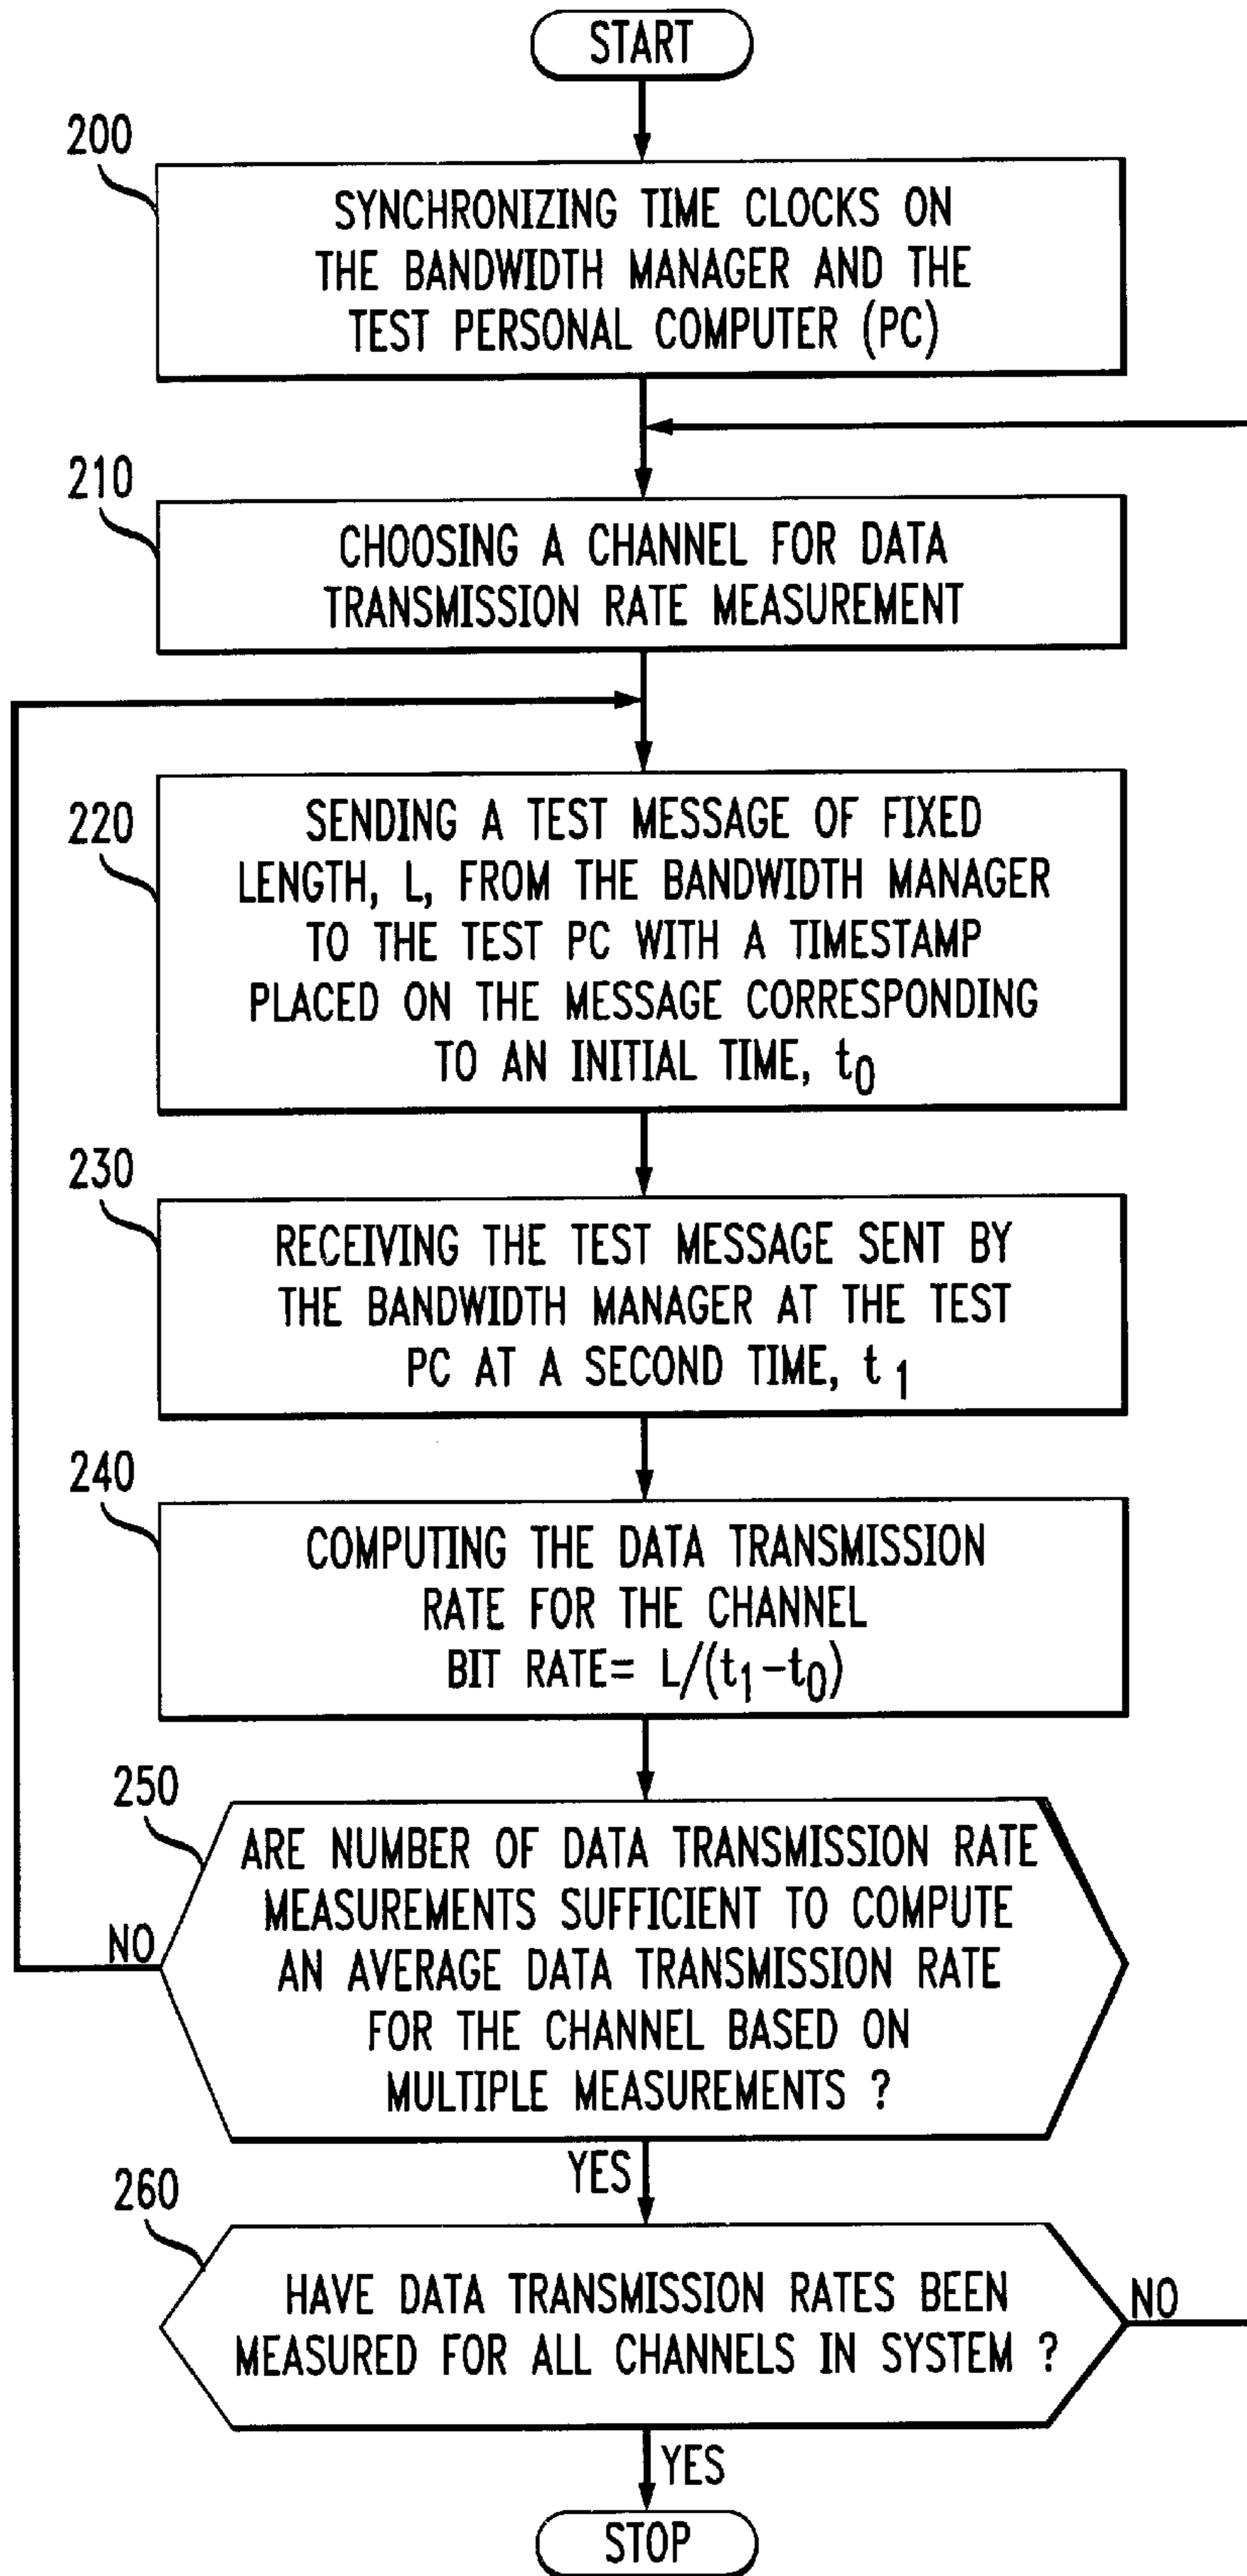 START
200
SYNCHRONIZING TIME CLOCKS ON
THE BANDWIDTH MANAGER AND THE
TEST PERSONAL COMPUTER (PC)
210
CHOOSING A CHANNEL FOR DATA
TRANSMISSION RATE MEASUREMENT
220
SENDING A TEST MESSAGE OF FIXED
LENGTH, L, FROM THE BANDWIDTH MANAGER
TO THE TEST PC WITH A TIMESTAMP
PLACED ON THE MESSAGE CORRESPONDING
TO AN INITIAL TIME, t0
230
RECEIVING THE TEST MESSAGE SENT BY
THE BANDWIDTH MANAGER AT THE TEST
PC AT A SECOND TIME, t1
240
COMPUTING THE DATA TRANSMISSION
RATE FOR THE CHANNEL
BIT RATE= L/(t1-t0)
250
ARE NUMBER OF DATA TRANSMISSION RATE
MEASUREMENTS SUFFICIENT TO COMPUTE
AN AVERAGE DATA TRANSMISSION RATE
FOR THE CHANNEL BASED ON
MULTIPLE MEASUREMENTS ?
NO
YES
260
HAVE DATA TRANSMISSION RATES BEEN
MEASURED FOR ALL CHANNELS IN SYSTEM ?
NO
YES
STOP